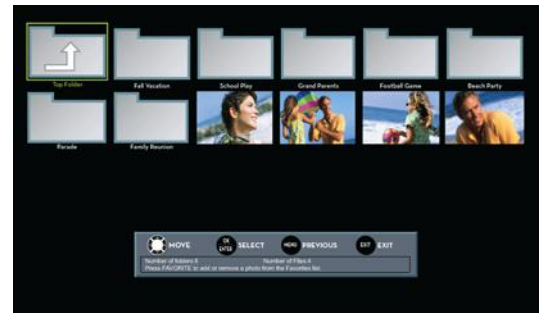 Top Folder
Fall Vacation
School Play
Grand Parents
Football Game
Beach Party
Parade
Family Reunion
MOVE
OK ENTER SELECT
MENU PREVIOUS
EXIT EXIT
Number of folders:8 Number of Files:4
Press FAVORITE to add or remove a photo from the Favorites list.